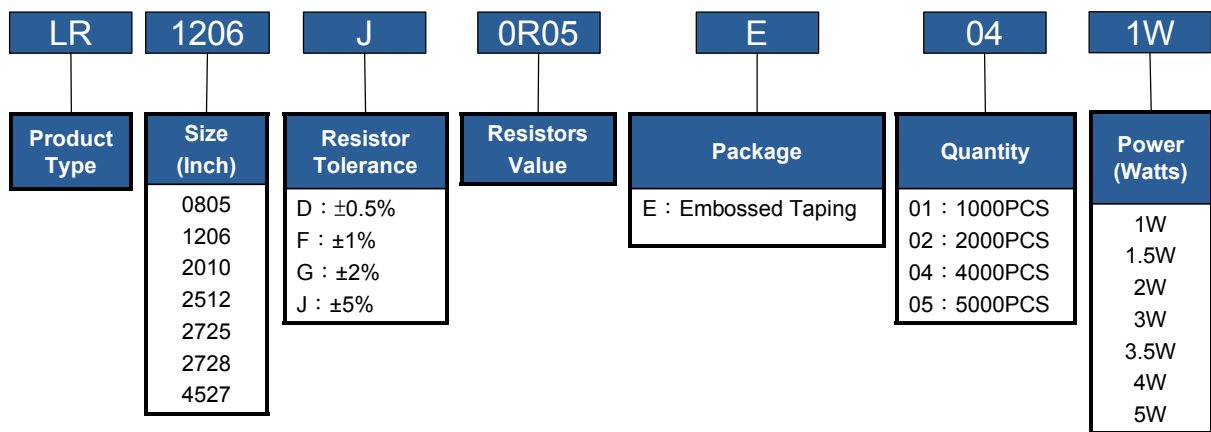 LR 1206 J 0R05 E 04 1W
Product
Type
Size
(Inch)
0805
1206
2010
2512
2725
2728
4527
Resistor
Tolerance
D：±0.5%
F：±1%
G：±2%
J：±5%
Resistors
Value
Package
E：Embossed Taping
Quantity
01：1000PCS
02：2000PCS
04：4000PCS
05：5000PCS
Power
(Watts)
1W
1.5W
2W
3W
3.5W
4W
5W